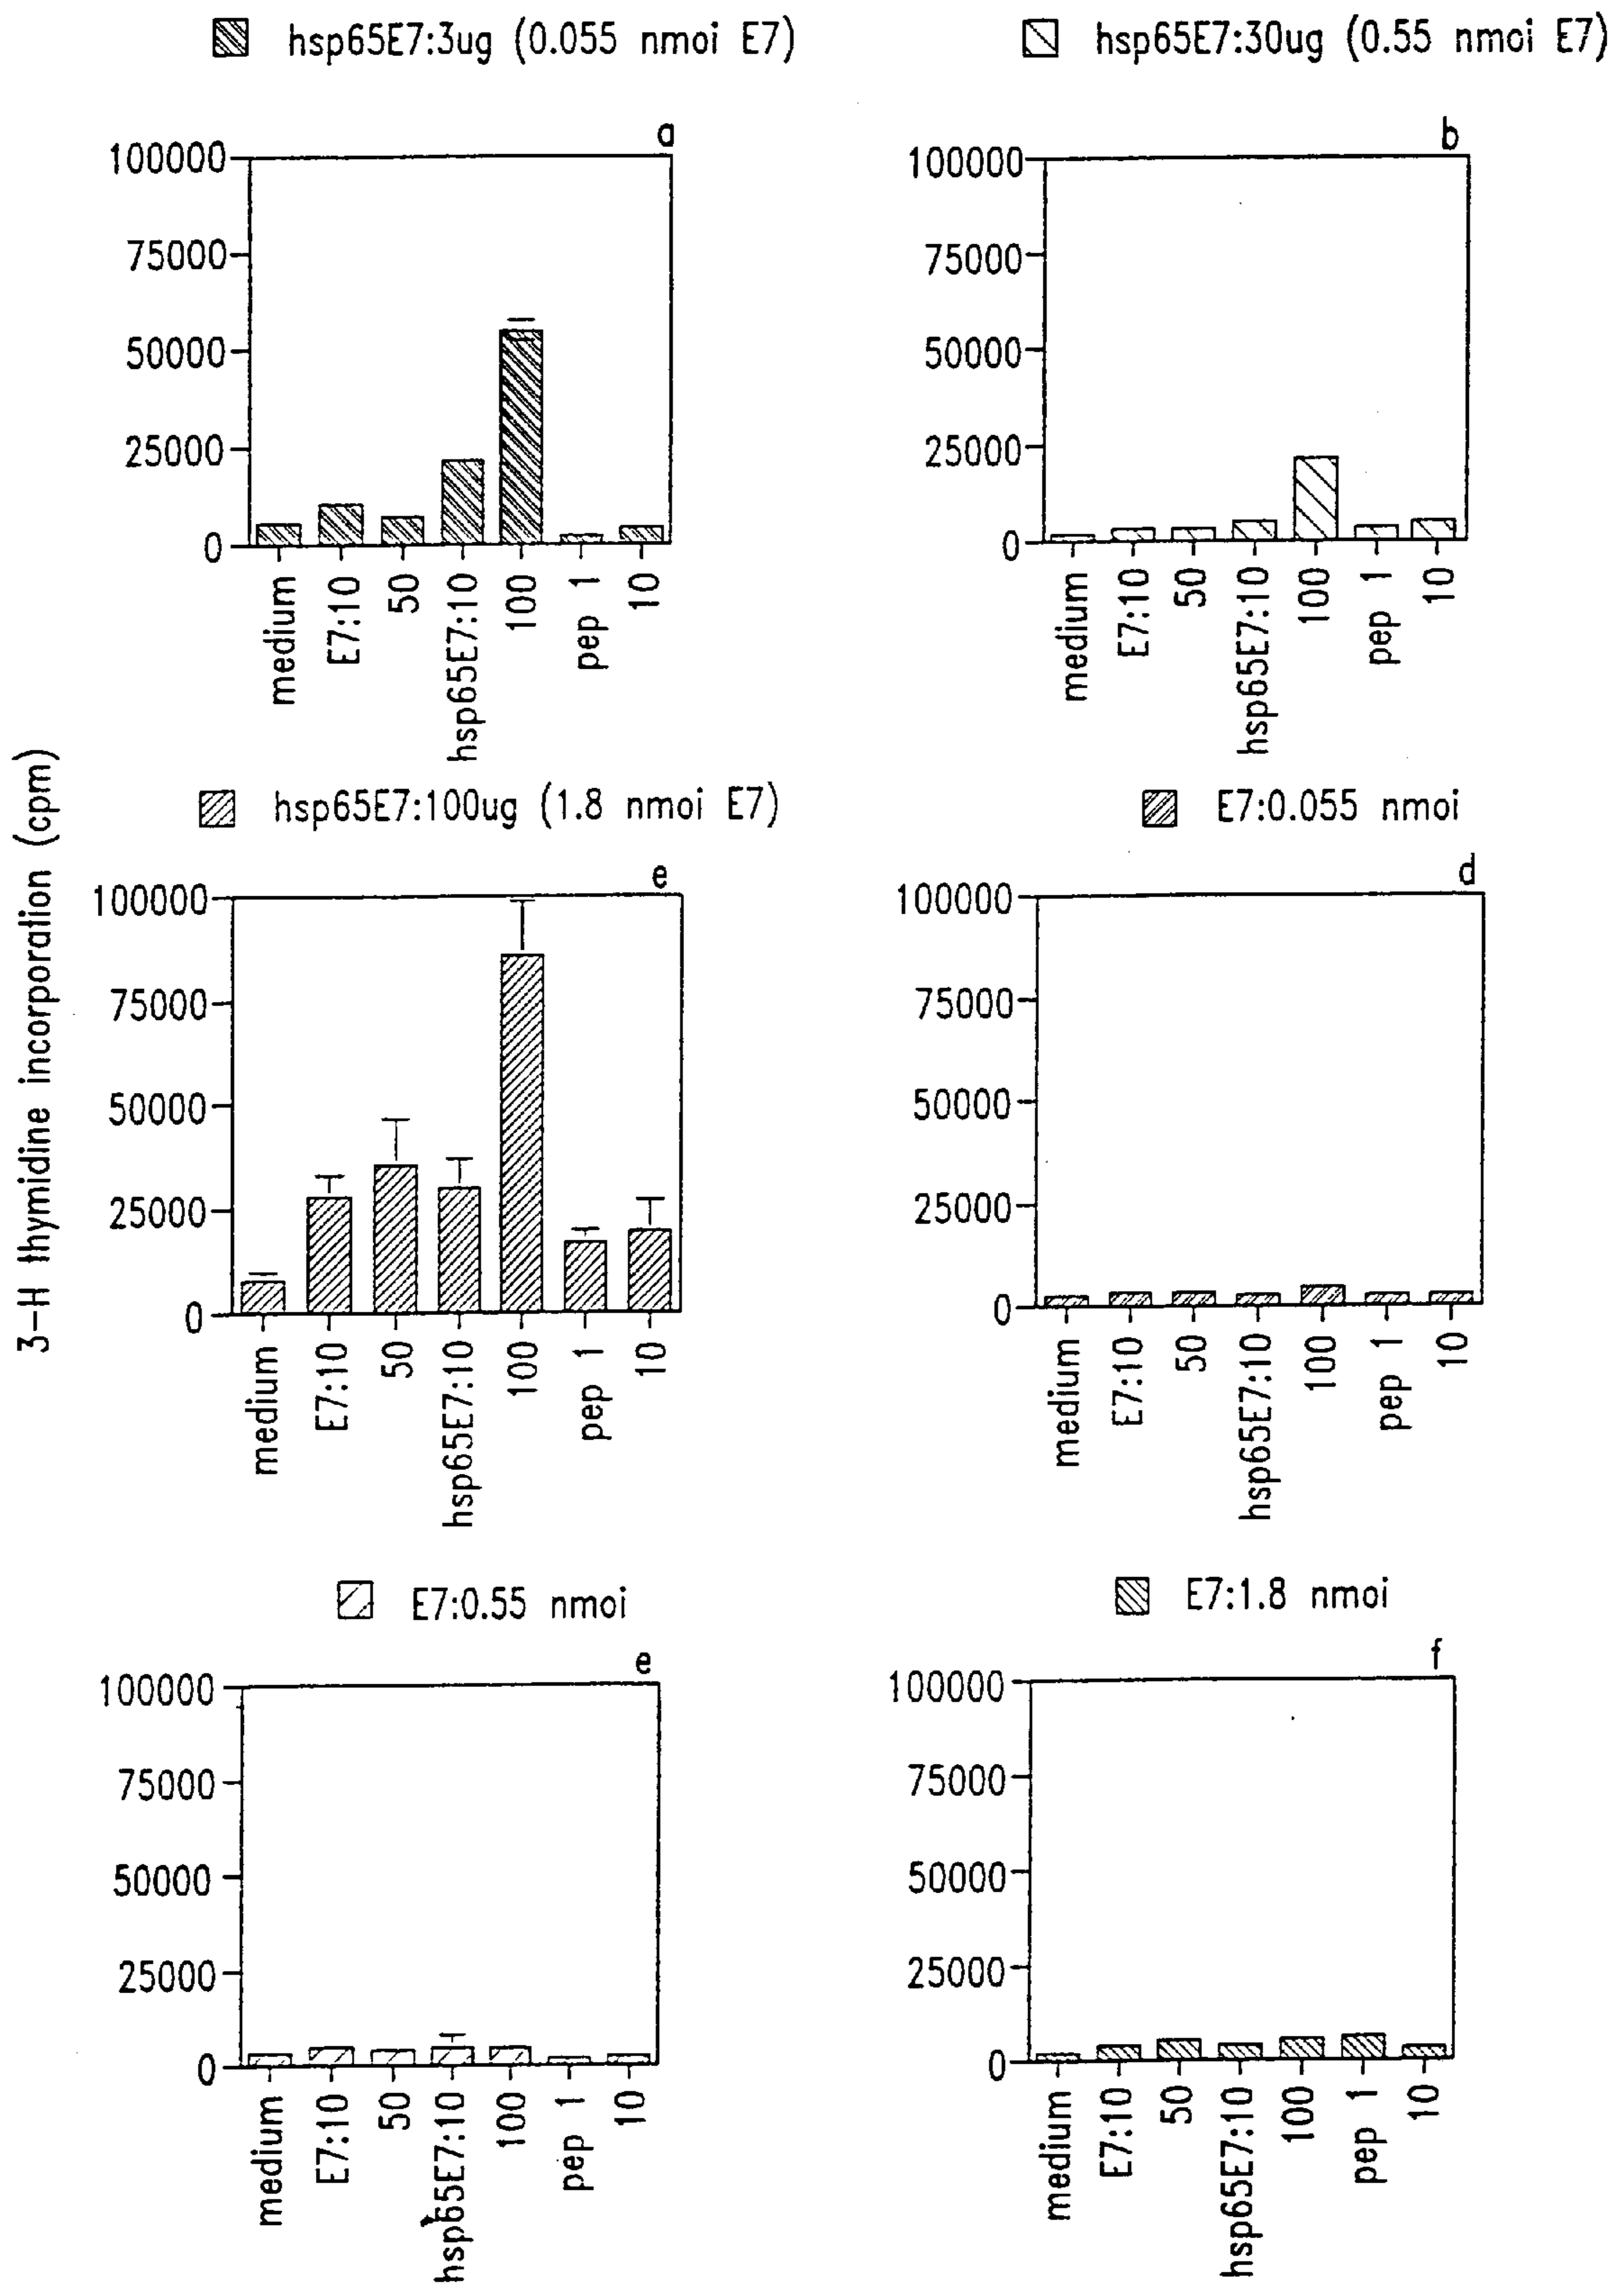 hsp65E7:3ug (0.055 nmoi E7)
hsp65E7:30ug (0.55 nmoi E7)
a
100000
75000
50000
25000
0
medium
E7:10
50
hsp65E7:10
100
pep 1
10
b
100000
75000
50000
25000
0
medium
E7:10
50
hsp65E7:10
100
pep 1
10
3-H thymidine incorporation (cpm)
hsp65E7:100ug (1.8 nmoi E7)
E7:0.055 nmoi
e
100000
75000
50000
25000
0
medium
E7:10
50
hsp65E7:10
100
pep 1
10
d
100000
75000
50000
25000
0
medium
E7:10
50
hsp65E7:10
100
pep 1
10
E7:0.55 nmoi
E7:1.8 nmoi
e
100000
75000
50000
25000
0
medium
E7:10
50
hsp65E7:10
100
pep 1
10
f
100000
75000
50000
25000
0
medium
E7:10
50
hsp65E7:10
100
pep 1
10